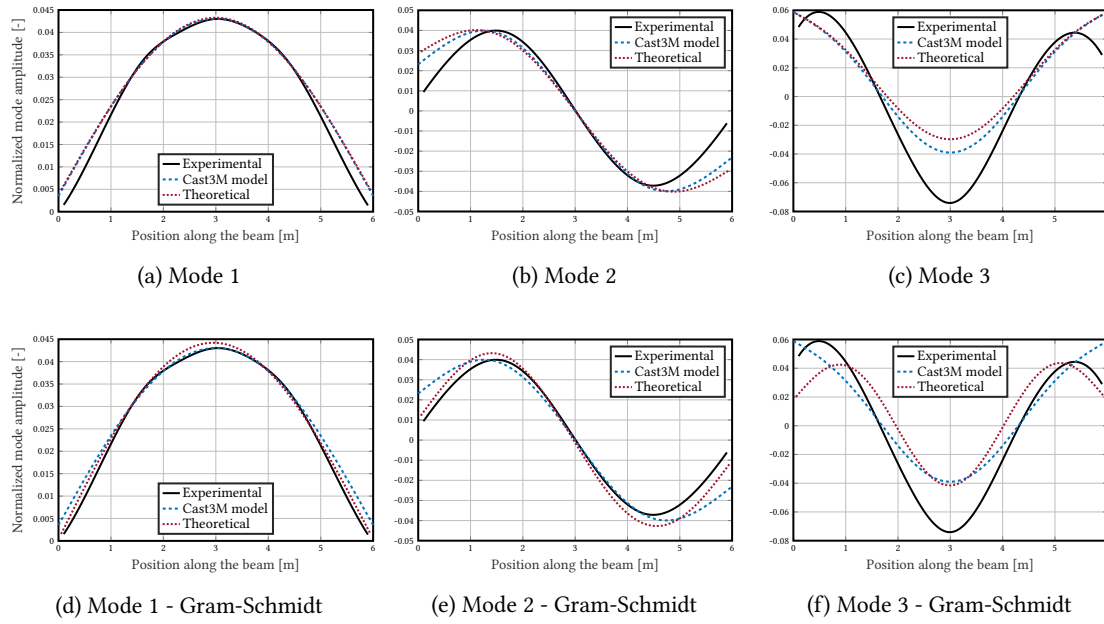 Normalized mode amplitude [-]
0.045
0.04
0.035
0.03
0.025
0.02
0.015
0.01
0.005
0
Experimental
Cast3M model
Theoretical
0 1 2 3 4 5 6
Position along the beam [m]
(a) Mode 1
0.05
0.04
0.03
0.02
0.01
0
-0.01
-0.02
-0.03
-0.04
-0.05
Experimental
Cast3M model
Theoretical
0 1 2 3 4 5 6
Position along the beam [m]
(b) Mode 2
0.06
0.04
0.02
0
-0.02
-0.04
-0.06
-0.08
Experimental
Cast3M model
Theoretical
0 1 2 3 4 5 6
Position along the beam [m]
(c) Mode 3
Normalized mode amplitude [-]
0.045
0.04
0.035
0.03
0.025
0.02
0.015
0.01
0.005
0
Experimental
Cast3M model
Theoretical
0 1 2 3 4 5 6
Position along the beam [m]
(d) Mode 1 - Gram-Schmidt
0.05
0.04
0.03
0.02
0.01
0
-0.01
-0.02
-0.03
-0.04
-0.05
Experimental
Cast3M model
Theoretical
0 1 2 3 4 5 6
Position along the beam [m]
(e) Mode 2 - Gram-Schmidt
0.06
0.04
0.02
0
-0.02
-0.04
-0.06
-0.08
Experimental
Cast3M model
Theoretical
0 1 2 3 4 5 6
Position along the beam [m]
(f) Mode 3 - Gram-Schmidt